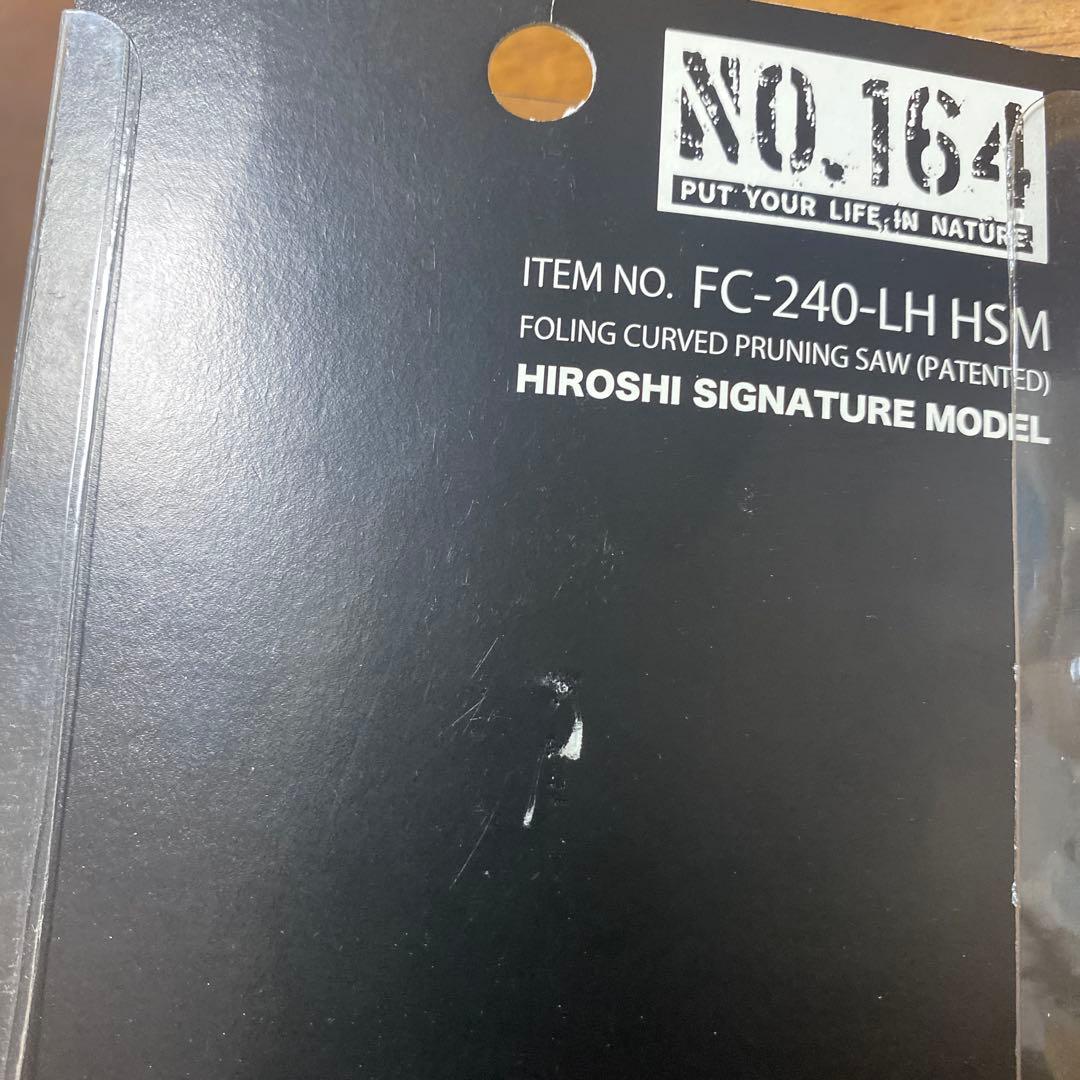 NO.164
PUT YOUR LIFE IN NATURE
ITEM NO. FC-240-LH HSM
FOLING CURVED PRUNING SAW (PATENTED)
HIROSHI SIGNATURE MODEL